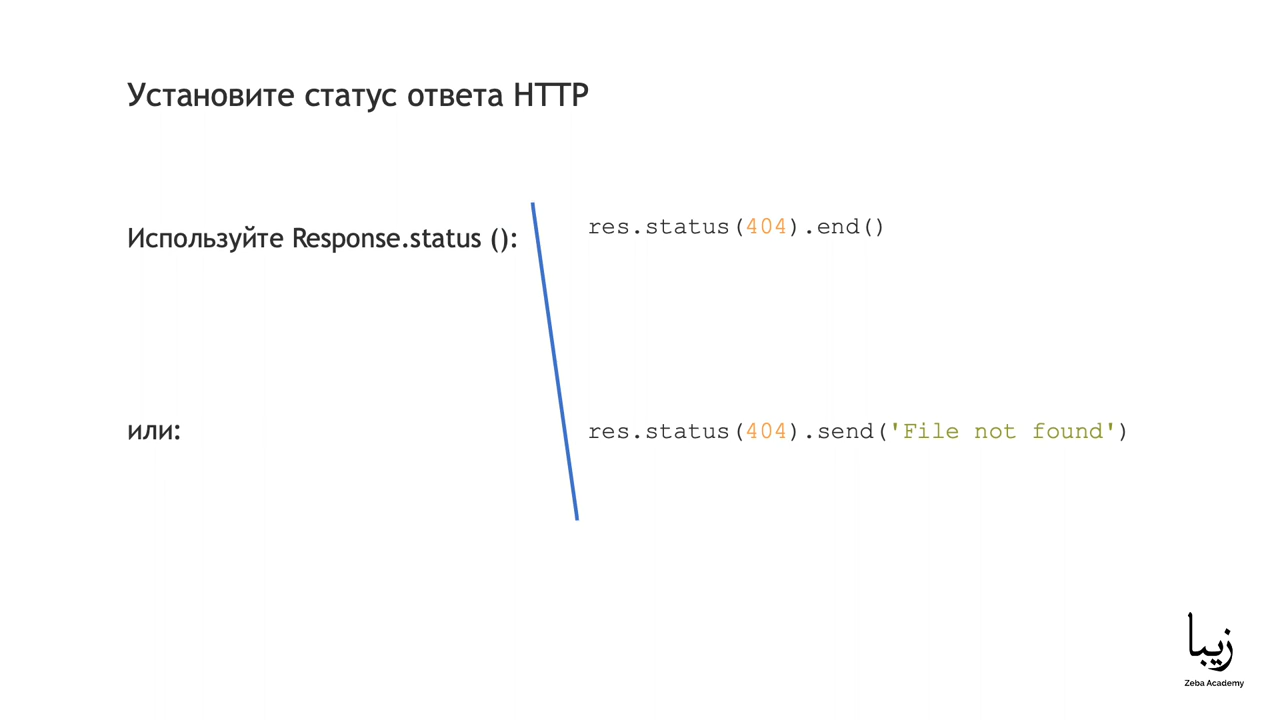 Установите статус ответа HTTP
Используйте Response.status ():
res.status(404).end()
или:
res.status(404).send('File not found')
زيبا
Zeba Academy